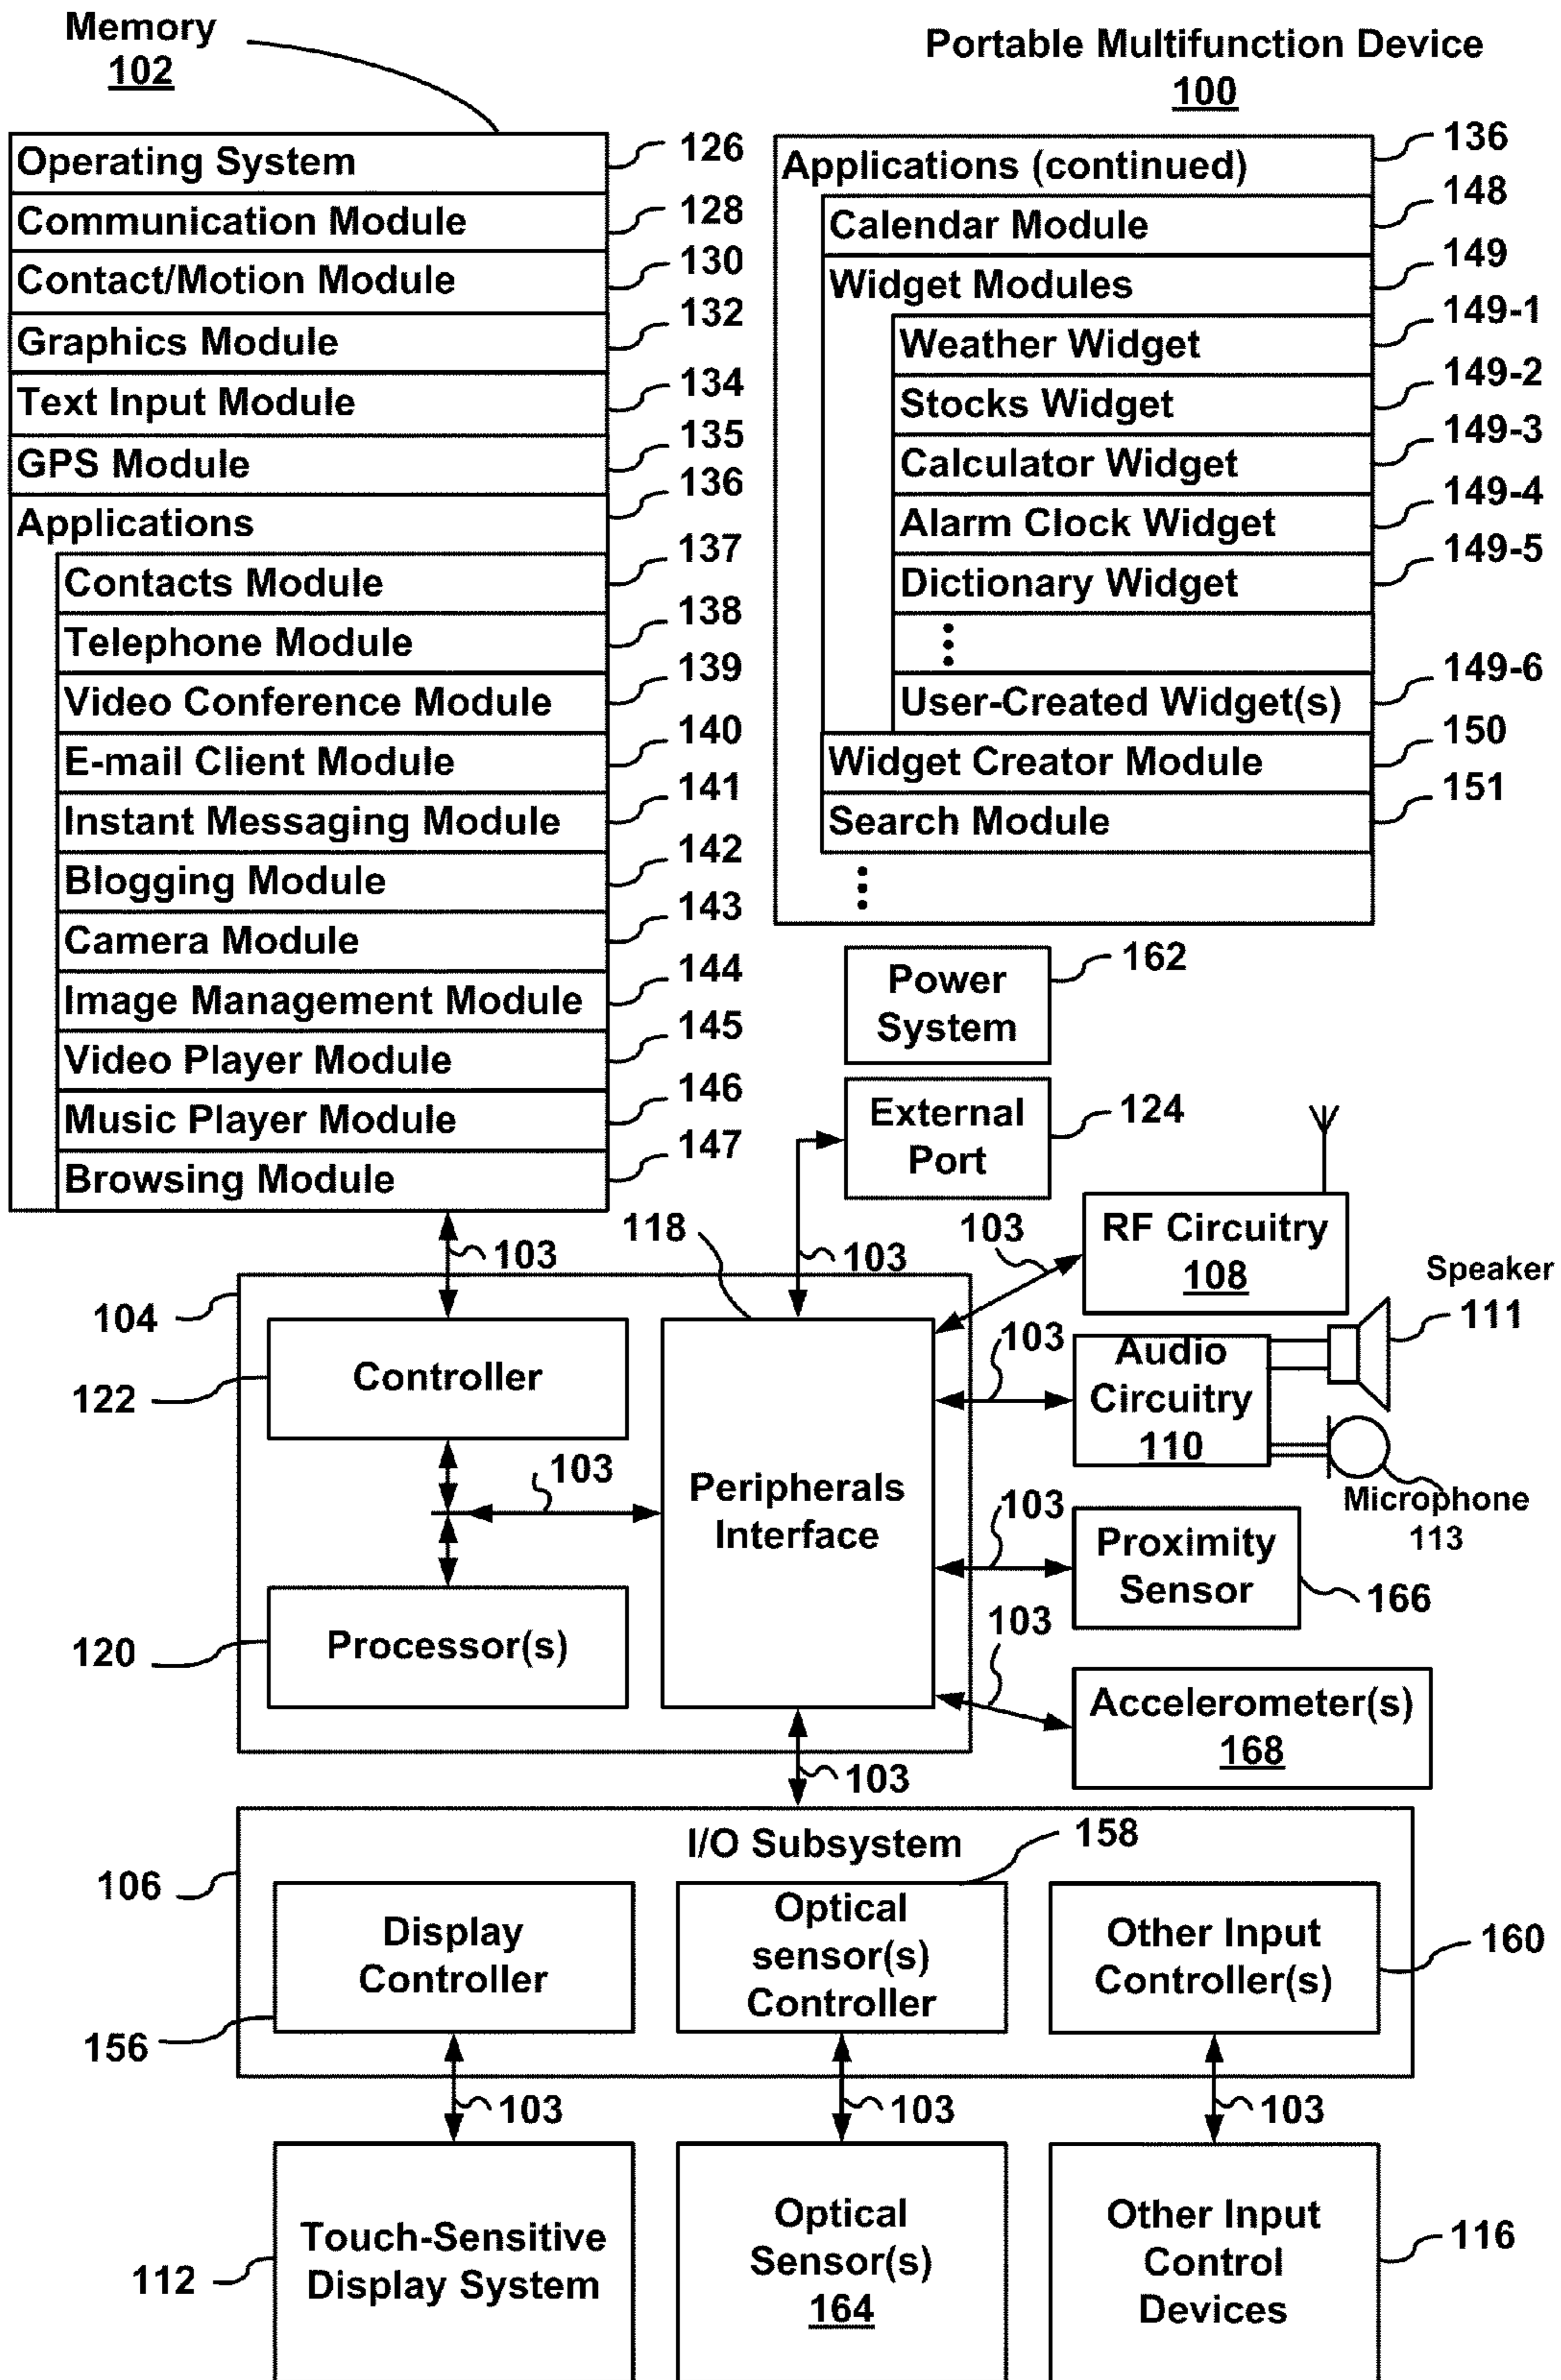 Memory
102
Portable Multifunction Device
100
Operating System
126
Communication Module
128
Contact/Motion Module
130
Graphics Module
132
Text Input Module
134
GPS Module
135
Applications
136
Contacts Module
137
Telephone Module
138
Video Conference Module
139
E-mail Client Module
140
Instant Messaging Module
141
Blogging Module
142
Camera Module
143
Image Management Module
144
Video Player Module
145
Music Player Module
146
Browsing Module
147
Applications (continued)
136
Calendar Module
148
Widget Modules
149
Weather Widget
149-1
Stocks Widget
149-2
Calculator Widget
149-3
Alarm Clock Widget
149-4
Dictionary Widget
149-5
User-Created Widget(s)
149-6
Widget Creator Module
150
Search Module
151
Power
System
162
External
Port
124
103
118
103
103
RF Circuitry
108
Speaker
111
104
Controller
122
103
Audio
Circuitry
110
103
Peripherals
Interface
Microphone
113
103
Proximity
Sensor
166
120
Processor(s)
103
Accelerometer(s)
168
103
I/O Subsystem
158
106
Display
Controller
156
Optical
sensor(s)
Controller
Other Input
Controller(s)
160
103
103
103
Touch-Sensitive
Display System
112
Optical
Sensor(s)
164
Other Input
Control
Devices
116